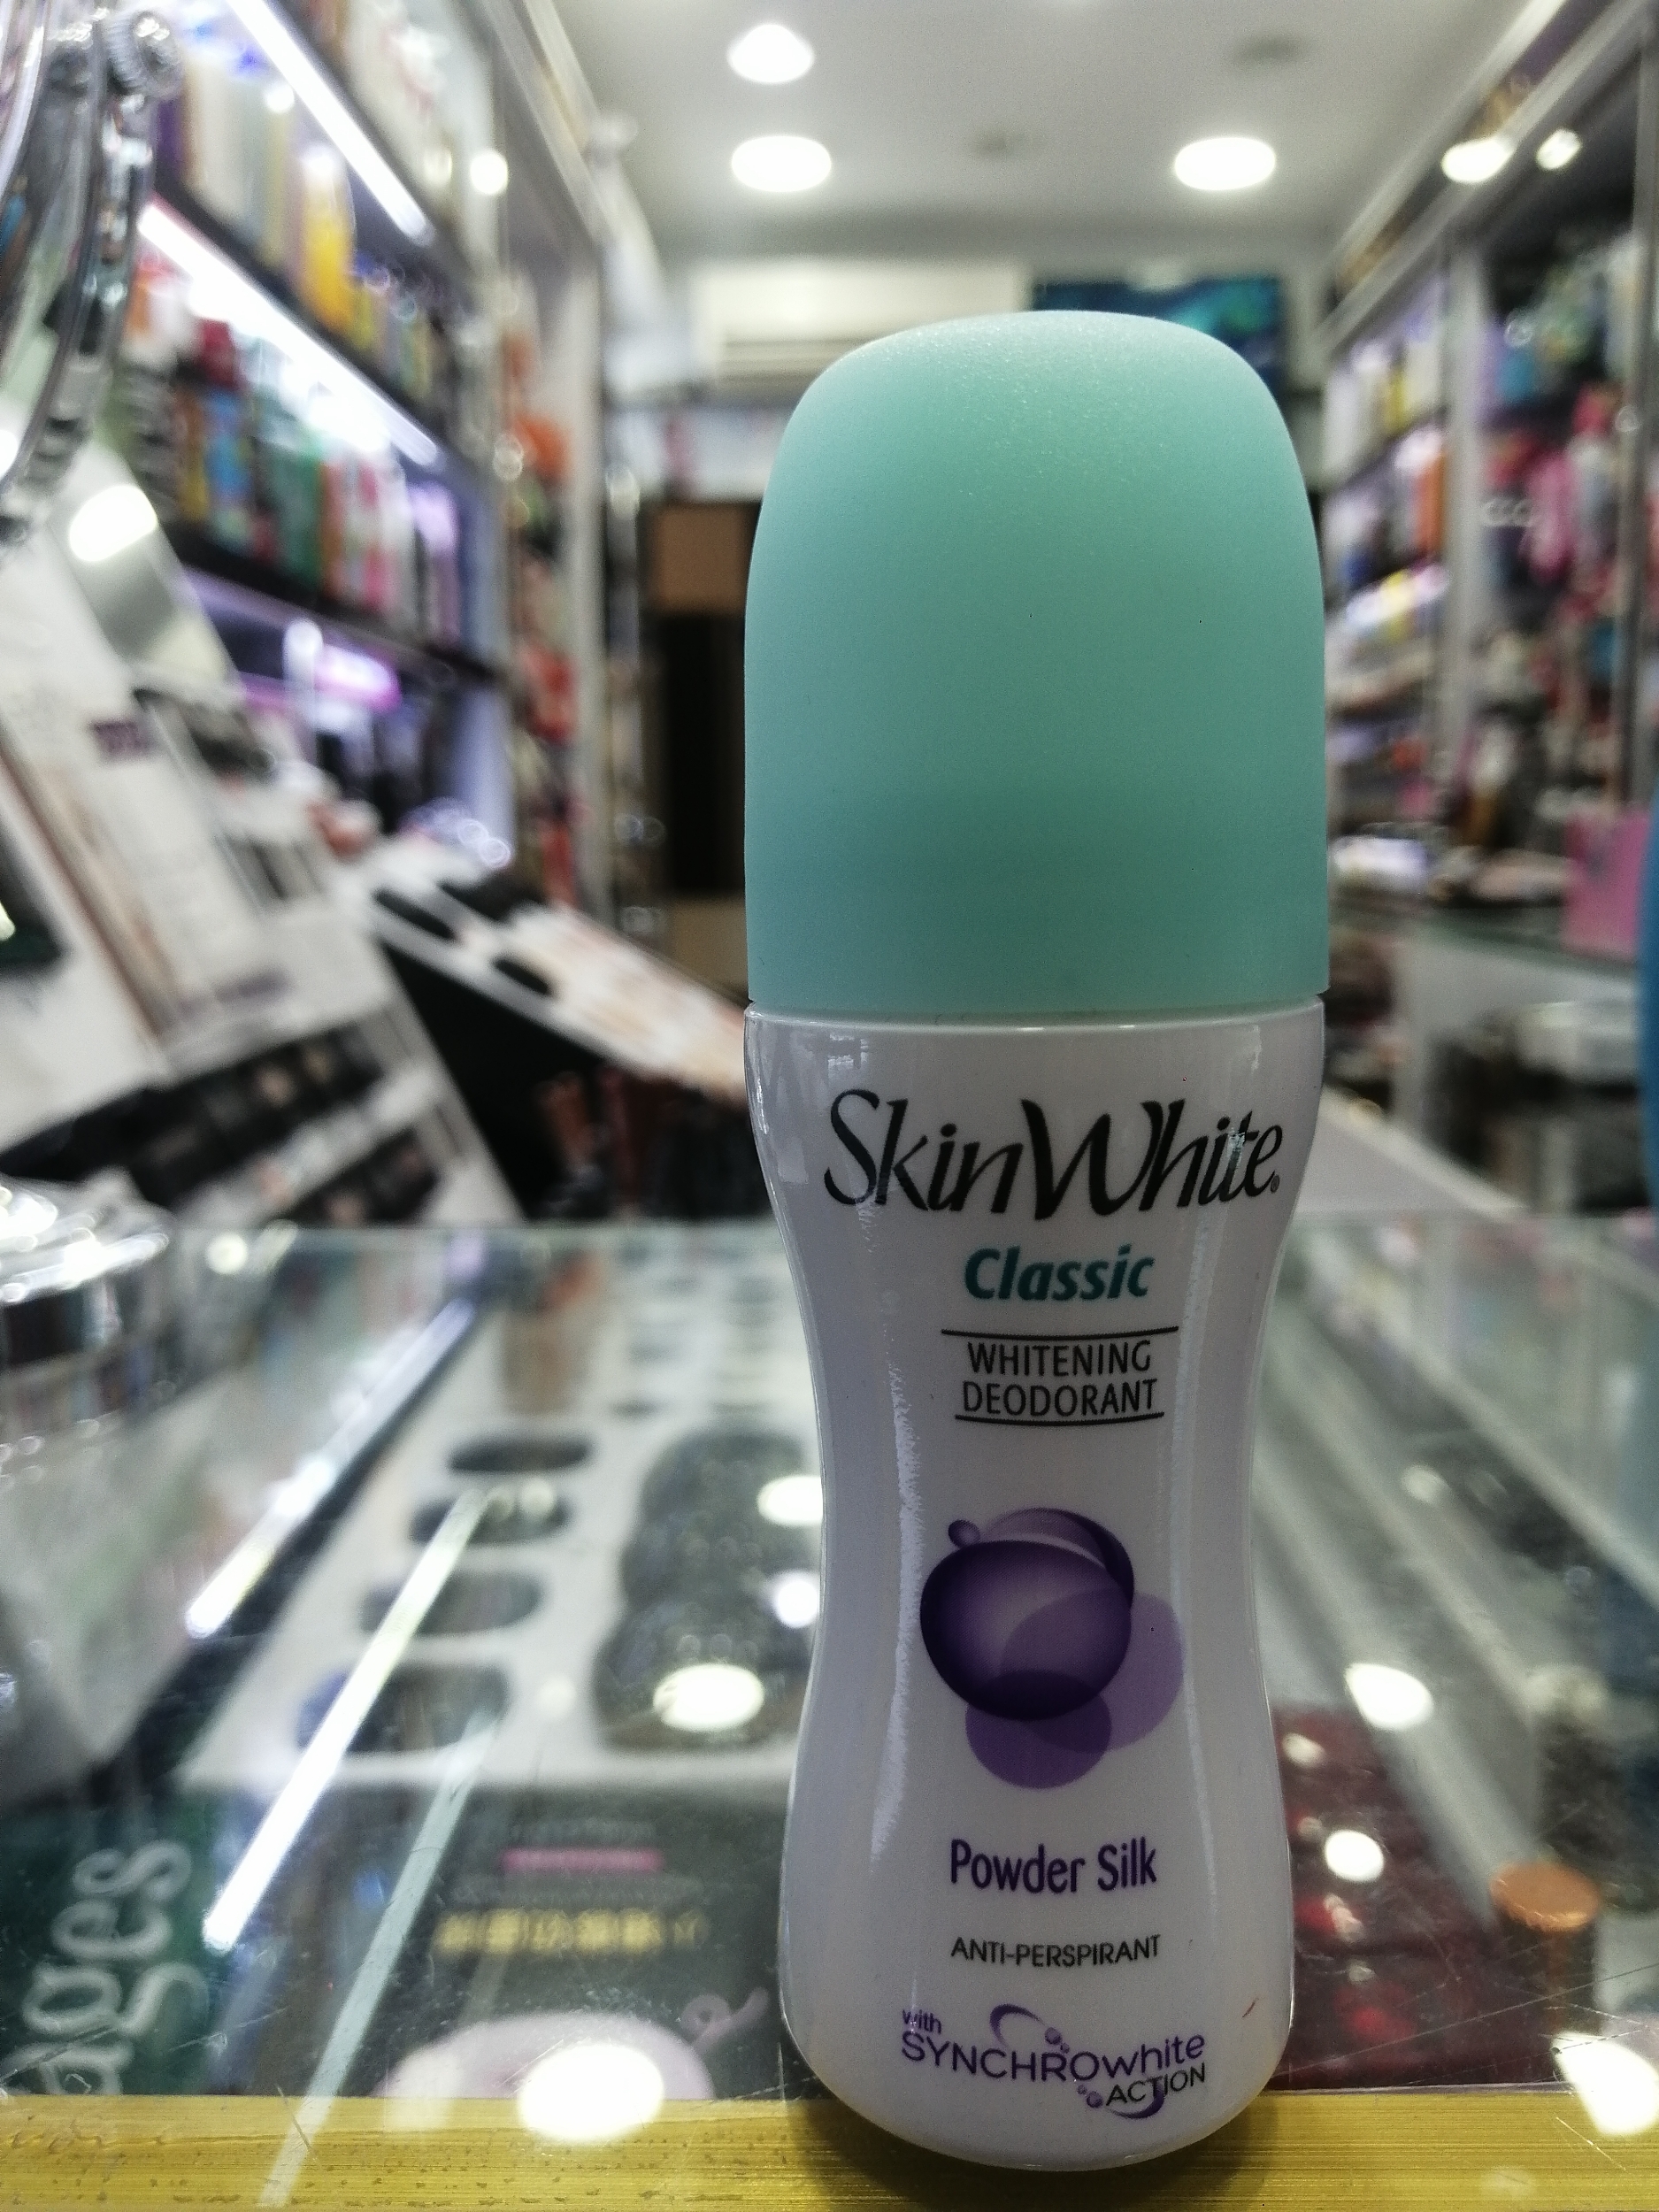 SkinWhite®
Classic
WHITENING
DEODORANT
Powder Silk
ANTI-PERSPIRANT
with
SYNCHROwhite
ACTION